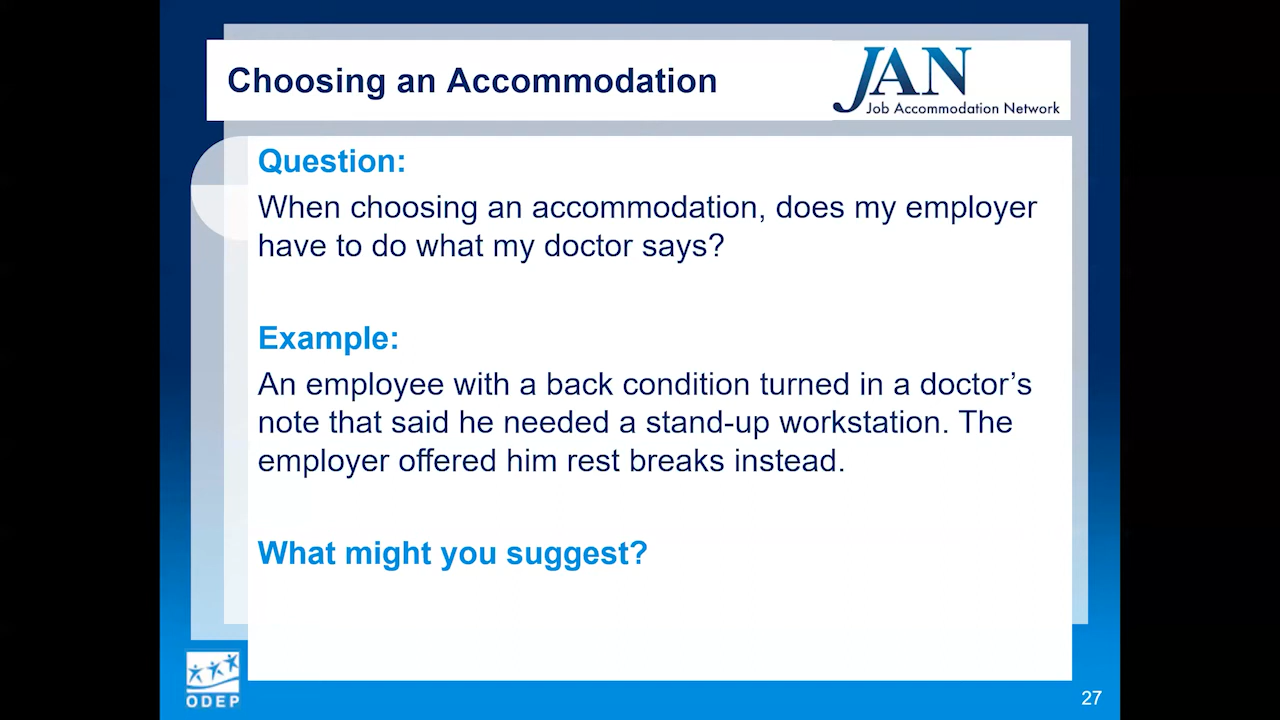 Choosing an Accommodation
JAN
Job Accommodation Network
Question:
When choosing an accommodation, does my employer
have to do what my doctor says?
Example:
An employee with a back condition turned in a doctor’s
note that said he needed a stand-up workstation. The
employer offered him rest breaks instead.
What might you suggest?
ODEP
27